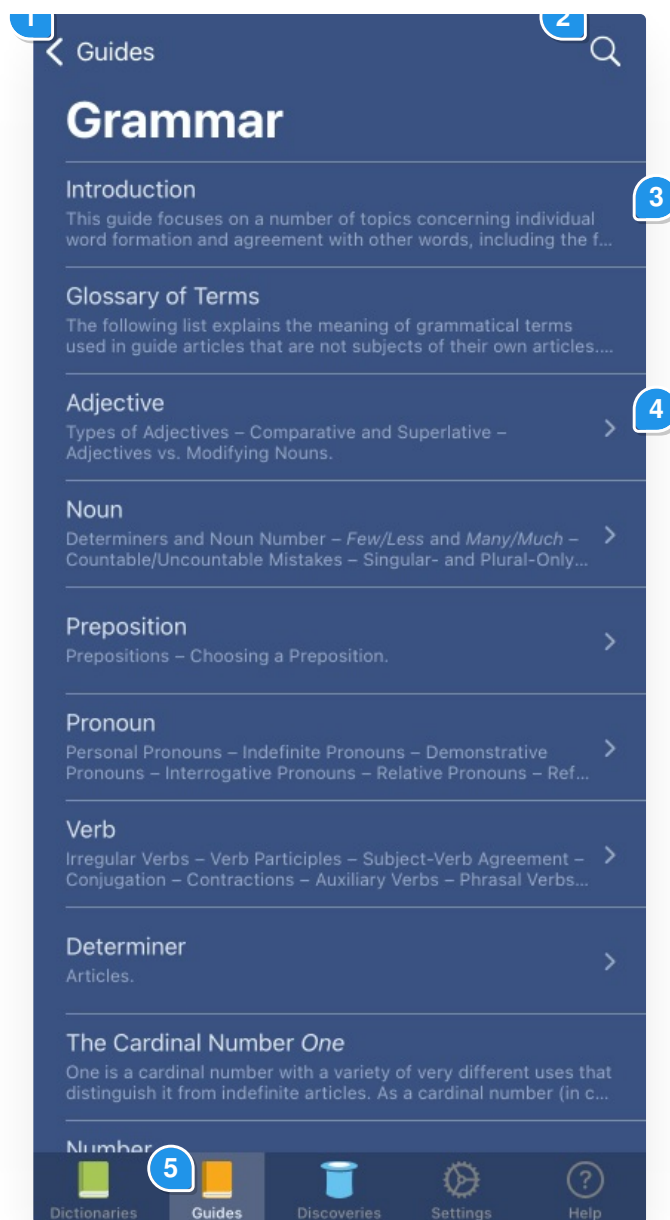 1
2
Guides
Grammar
Introduction
3
This guide focuses on a number of topics concerning individual
word formation and agreement with other words, including the f...
Glossary of Terms
The following list explains the meaning of grammatical terms
used in guide articles that are not subjects of their own articles....
Adjective
4
Types of Adjectives – Comparative and Superlative –
Adjectives vs. Modifying Nouns.
Noun
Determiners and Noun Number – Few/Less and Many/Much –
Countable/Uncountable Mistakes – Singular- and Plural-Only...
Preposition
Prepositions – Choosing a Preposition.
Pronoun
Personal Pronouns – Indefinite Pronouns – Demonstrative
Pronouns – Interrogative Pronouns – Relative Pronouns – Ref...
Verb
Irregular Verbs – Verb Participles – Subject-Verb Agreement –
Conjugation – Contractions – Auxiliary Verbs – Phrasal Verbs...
Determiner
Articles.
The Cardinal Number One
One is a cardinal number with a variety of very different uses that
distinguish it from indefinite articles. As a cardinal number (in c...
Number
5
?
Dictionaries Guides Discoveries Settings Help